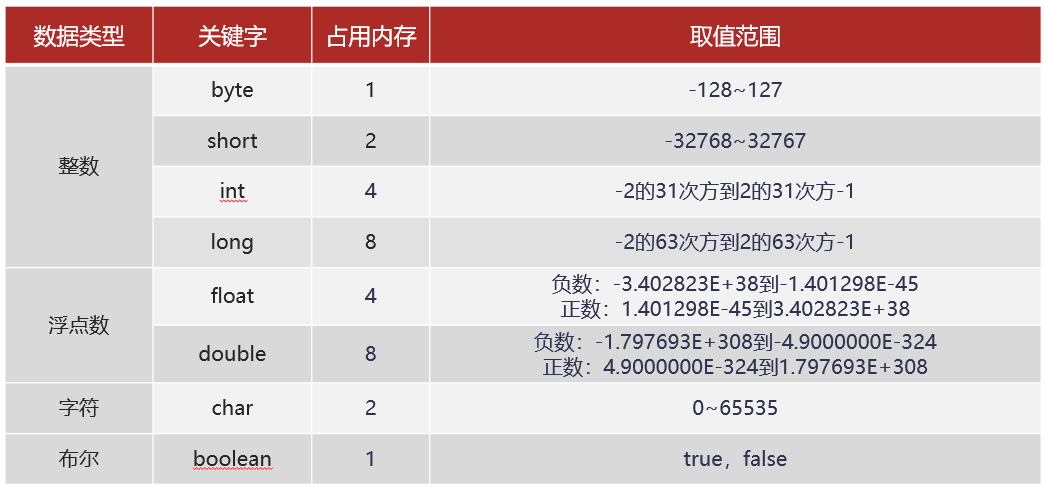 数据类型 关键字 占用内存 取值范围
整数 byte 1 -128~127
short 2 -32768~32767
int 4 -2的31次方到2的31次方-1
long 8 -2的63次方到2的63次方-1
浮点数 float 4 负数：-3.402823E+38到-1.401298E-45
正数：1.401298E-45到3.402823E+38
double 8 负数：-1.797693E+308到-4.9000000E-324
正数：4.9000000E-324到1.797693E+308
字符 char 2 0~65535
布尔 boolean 1 true，false